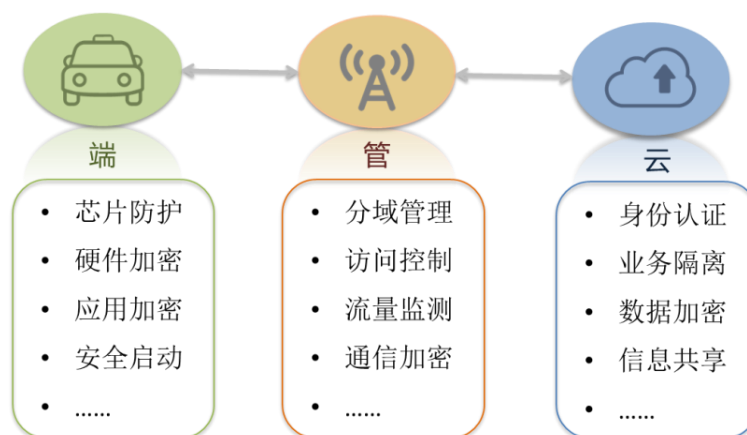 端
• 芯片防护
• 硬件加密
• 应用加密
• 安全启动
• ......
管
• 分域管理
• 访问控制
• 流量监测
• 通信加密
• ......
云
• 身份认证
• 业务隔离
• 数据加密
• 信息共享
• ......